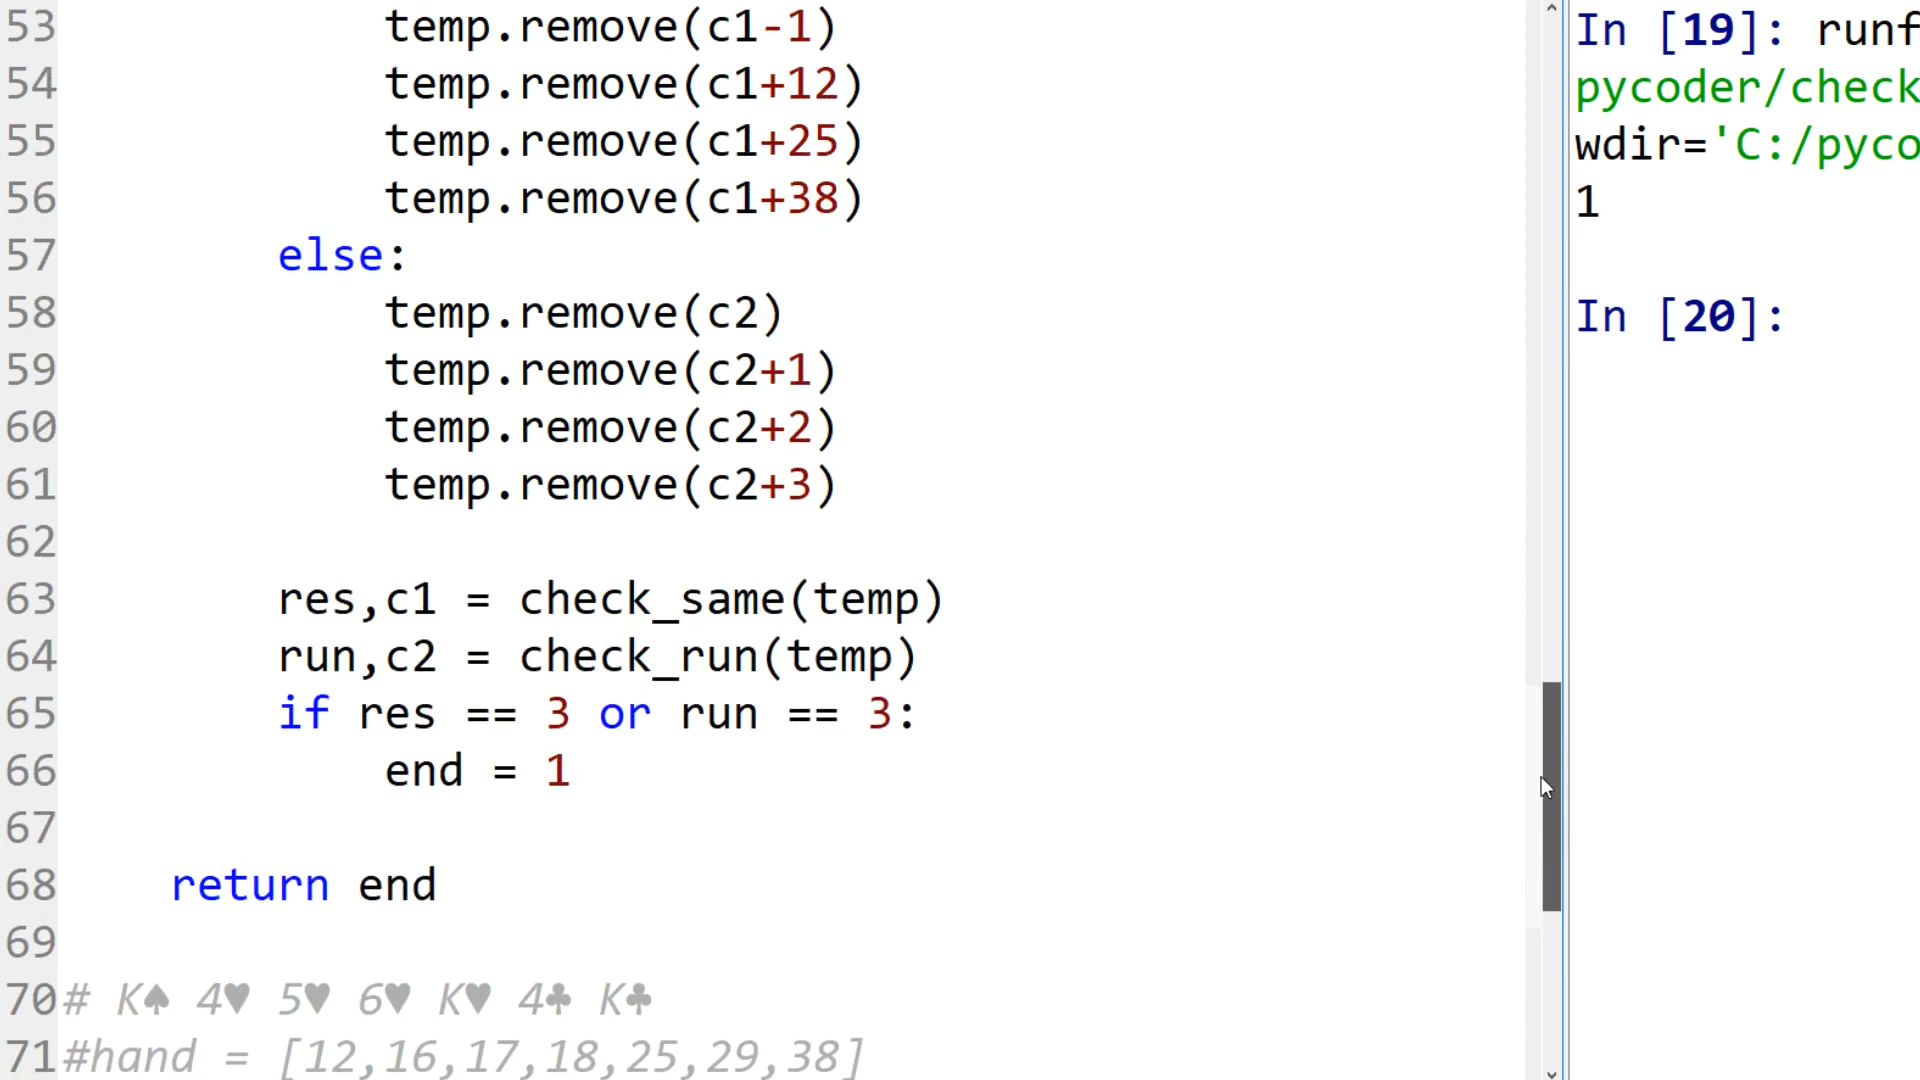 53 temp.remove(c1-1)
54 temp.remove(c1+12)
55 temp.remove(c1+25)
56 temp.remove(c1+38)
57 else:
58 temp.remove(c2)
59 temp.remove(c2+1)
60 temp.remove(c2+2)
61 temp.remove(c2+3)
62
63 res,c1 = check_same(temp)
64 run,c2 = check_run(temp)
65 if res == 3 or run == 3:
66 end = 1
67
68 return end
69
70 # K♠ 4♥ 5♥ 6♥ K♥ 4♣ K♣
71 #hand = [12,16,17,18,25,29,38]
In [19]: runf
pycoder/check
wdir='C:/pyco
1
In [20]: